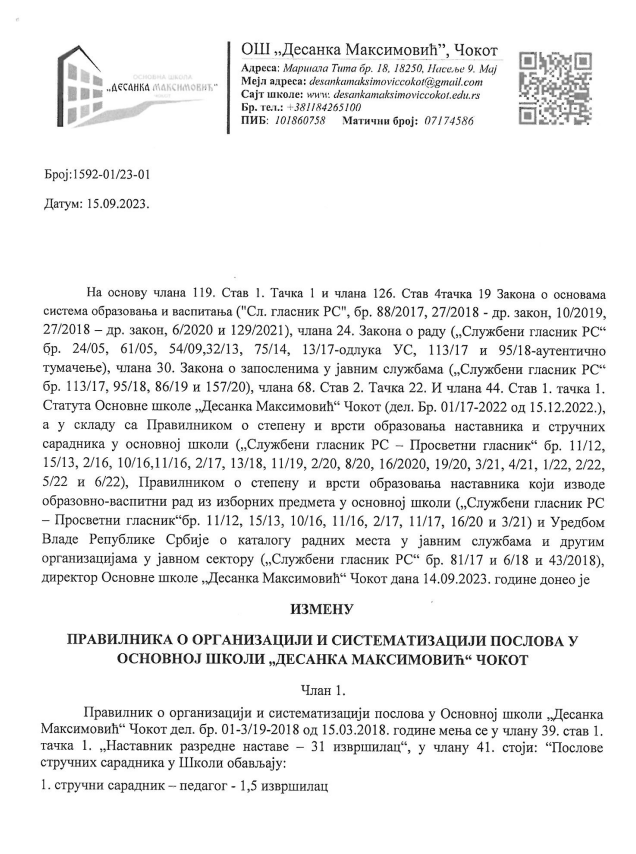 ОСНОВНА ШКОЛА
„ДЕСАНКА МАКСИМОВИЋ“
ЧОКОТ
ОШ „Десанка Максимовић”, Чокот
Адреса: Маршала Тита бр. 18, 18250, Насеље 9. Мај
Мејл адреса: desankamaksimoviccokot@gmail.com
Сајт школе: www. desankamaksimoviccokot.edu.rs
Бр. тел.: +381184265100
ПИБ: 101860758 Матични број: 07174586
Број:1592-01/23-01
Датум: 15.09.2023.
На основу члана 119. Став 1. Тачка 1 и члана 126. Став 4тачка 19 Закона о основама
система образовања и васпитања ("Сл. гласник РС", бр. 88/2017, 27/2018 - др. закон, 10/2019,
27/2018 – др. закон, 6/2020 и 129/2021), члана 24. Закона о раду („Службени гласник РС“
бр. 24/05, 61/05, 54/09,32/13, 75/14, 13/17-одлука УС, 113/17 и 95/18-аутентично
тумачење), члана 30. Закона о запосленима у јавним службама („Службени гласник РС“
бр. 113/17, 95/18, 86/19 и 157/20), члана 68. Став 2. Тачка 22. И члана 44. Став 1. тачка 1.
Статута Основне школе „Десанка Максимовић“ Чокот (дел. Бр. 01/17-2022 од 15.12.2022.),
а у складу са Правилником о степену и врсти образовања наставника и стручних
сарадника у основној школи („Службени гласник РС – Просветни гласник“ бр. 11/12,
15/13, 2/16, 10/16,11/16, 2/17, 13/18, 11/19, 2/20, 8/20, 16/2020, 19/20, 3/21, 4/21, 1/22, 2/22,
5/22 и 6/22), Правилником о степену и врсти образовања наставника који изводе
образовно-васпитни рад из изборних предмета у основној школи („Службени гласник РС
– Просветни гласник“бр. 11/12, 15/13, 10/16, 11/16, 2/17, 11/17, 16/20 и 3/21) и Уредбом
Владе Републике Србије о каталогу радних места у јавним службама и другим
организацијама у јавном сектору („Службени гласник РС“ бр. 81/17 и 6/18 и 43/2018),
директор Основне школе „Десанка Максимовић“ Чокот дана 14.09.2023. године донео је
ИЗМЕНУ
ПРАВИЛНИКА О ОРГАНИЗАЦИЈИ И СИСТЕМАТИЗАЦИЈИ ПОСЛОВА У
ОСНОВНОЈ ШКОЛИ „ДЕСАНКА МАКСИМОВИЋ“ ЧОКОТ
Члан 1.
Правилник о организацији и систематизацији послова у Основној школи „Десанка
Максимовић“ Чокот дел. бр. 01-3/19-2018 од 15.03.2018. године мења се у члану 39. став 1.
тачка 1. „Наставник разредне наставе – 31 извршилац“, у члану 41. стоји: “Послове
стручних сарадника у Школи обављају:
1. стручни сарадник – педагог - 1,5 извршилац